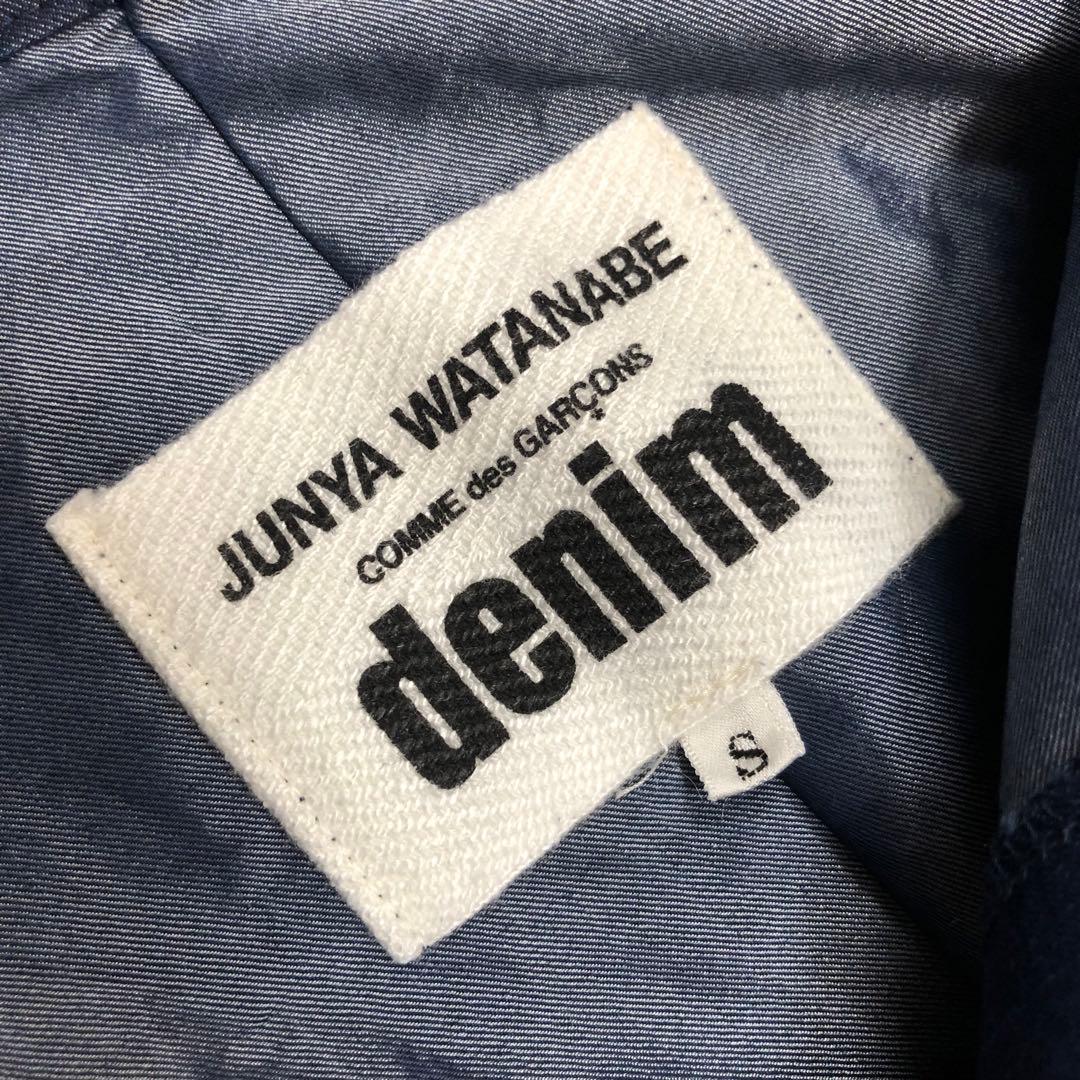 JUNYA WATANABE
COMME des GARÇONS
denim
S